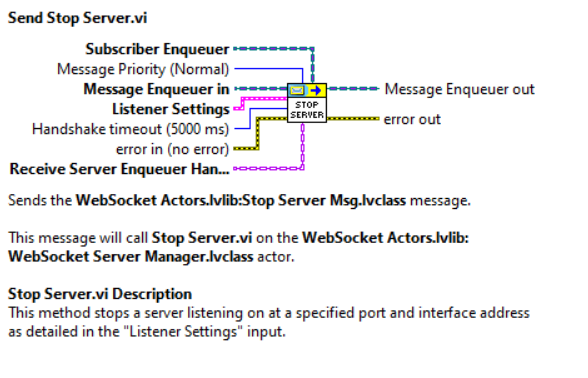 Send Stop Server.vi
Subscriber Enqueuer
Message Priority (Normal)
Message Enqueuer in
Message Enqueuer out
Listener Settings
STOP
SERVER
error out
Handshake timeout (5000 ms)
error in (no error)
Receive Server Enqueuer Han...
Sends the WebSocket Actors.lvlib:Stop Server Msg.lvclass message.
This message will call Stop Server.vi on the WebSocket Actors.lvlib:
WebSocket Server Manager.lvclass actor.
Stop Server.vi Description
This method stops a server listening on at a specified port and interface address
as detailed in the "Listener Settings" input.